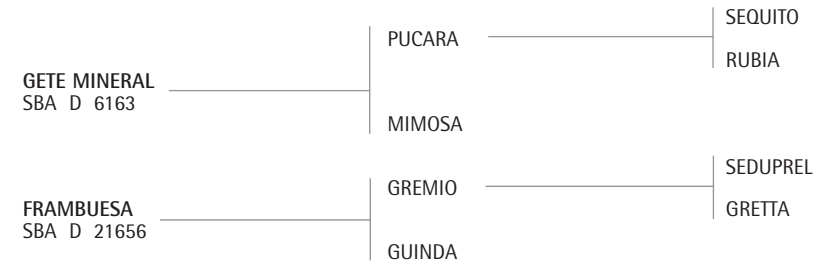 GETE MINERAL
SBA D 6163
PUCARA
MIMOSA
SEQUITO
RUBIA
FRAMBUESA
SBA D 21656
GREMIO
GUINDA
SEDUPREL
GRETTA